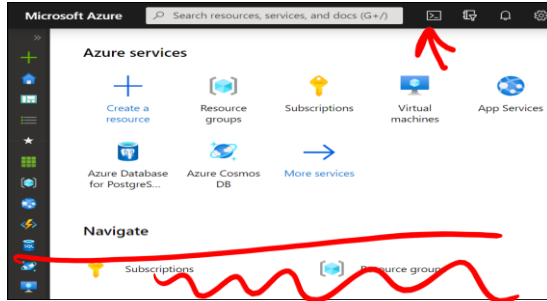 Microsoft Azure
Search resources, services, and docs (G+/)
Azure services
Create a
resource
Resource
groups
Subscriptions
Virtual
machines
App Services
Azure Database
for PostgreS...
Azure Cosmos
DB
More services
Navigate
Subscriptions
Resource group
SQL